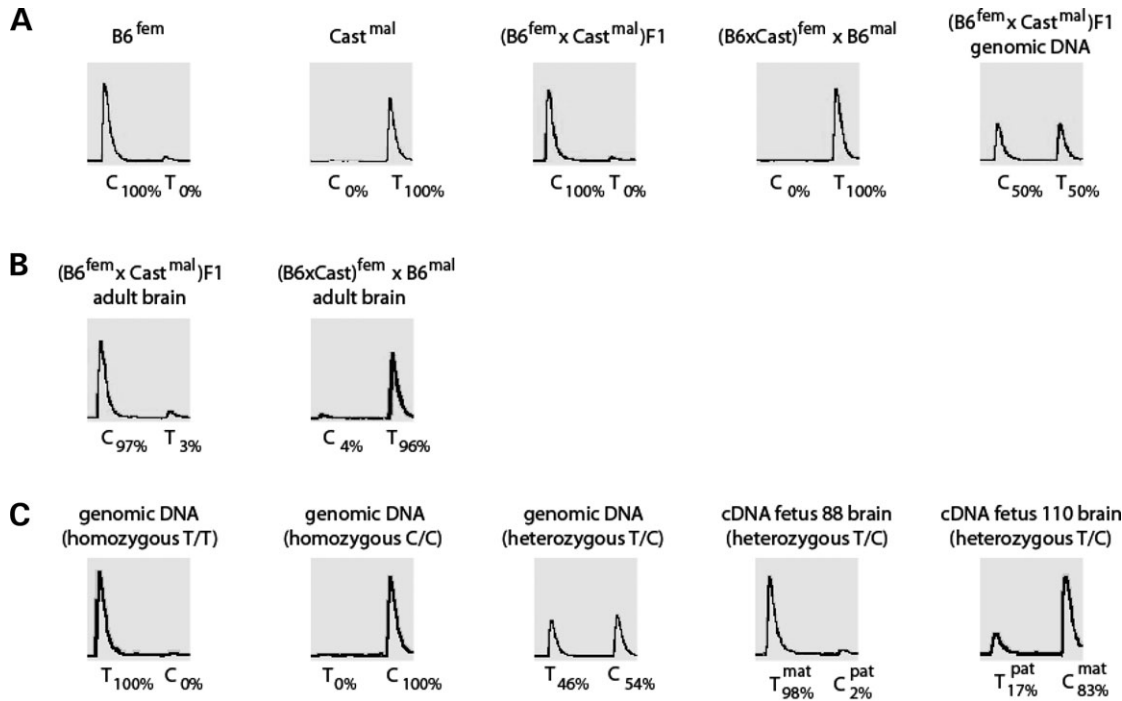 A
B6 fem
Cast mal
(B6 fem x Cast mal)F1
(B6xCast) fem x B6 mal
(B6 fem x Cast mal)F1
genomic DNA
C 100% T 0%
C 0% T 100%
C 100% T 0%
C 0% T 100%
C 50% T 50%
B
(B6 fem x Cast mal)F1
adult brain
(B6xCast) fem x B6 mal
adult brain
C 97% T 3%
C 4% T 96%
C
genomic DNA
(homozygous T/T)
genomic DNA
(homozygous C/C)
genomic DNA
(heterozygous T/C)
cDNA fetus 88 brain
(heterozygous T/C)
cDNA fetus 110 brain
(heterozygous T/C)
T 100% C 0%
T 0% C 100%
T 46% C 54%
T mat 98% C pat 2%
T pat 17% C mat 83%